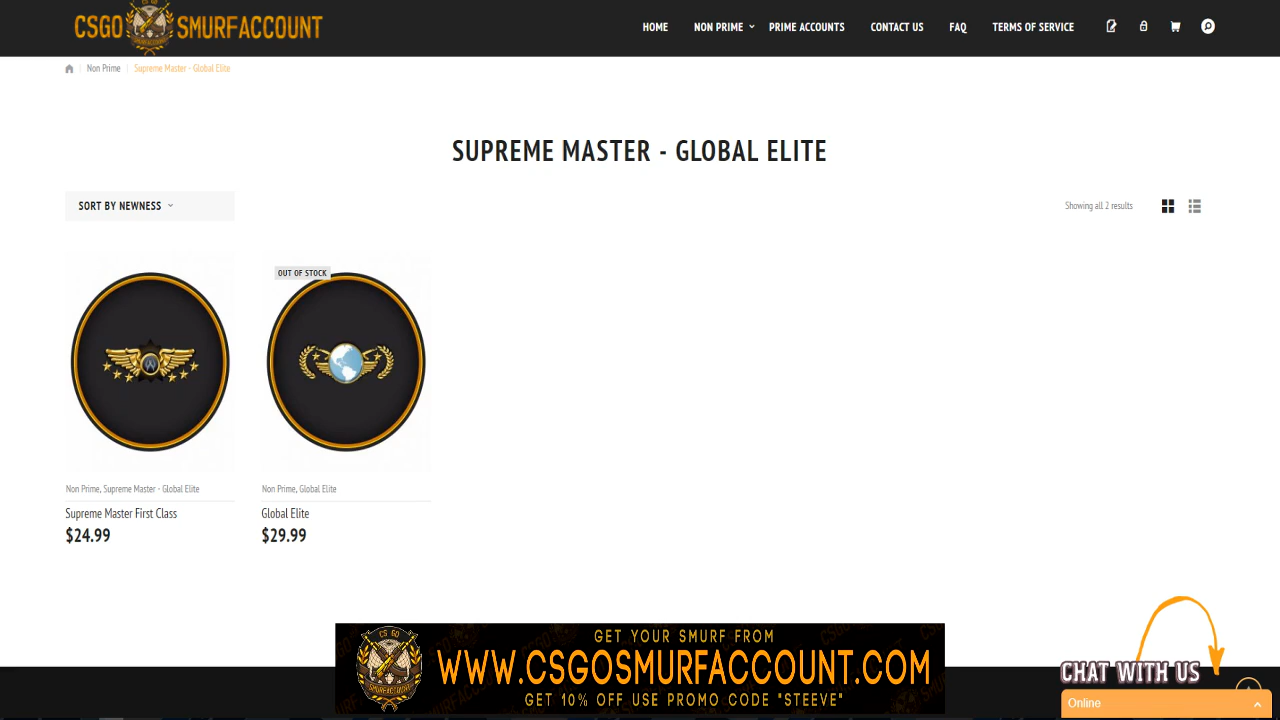 CSGO SMURFACCOUNT
HOME NON PRIME PRIME ACCOUNTS CONTACT US FAQ TERMS OF SERVICE
Non Prime Supreme Master - Global Elite
SUPREME MASTER - GLOBAL ELITE
SORT BY NEWNESS
Showing all 2 results
OUT OF STOCK
Non Prime, Supreme Master - Global Elite
Supreme Master First Class
$24.99
Non Prime, Global Elite
Global Elite
$29.99
CS GO
GET YOUR SMURF FROM
WWW.CSGOSMURFACCOUNT.COM
GET 10% OFF USE PROMO CODE "STEEVE"
CHAT WITH US
Online